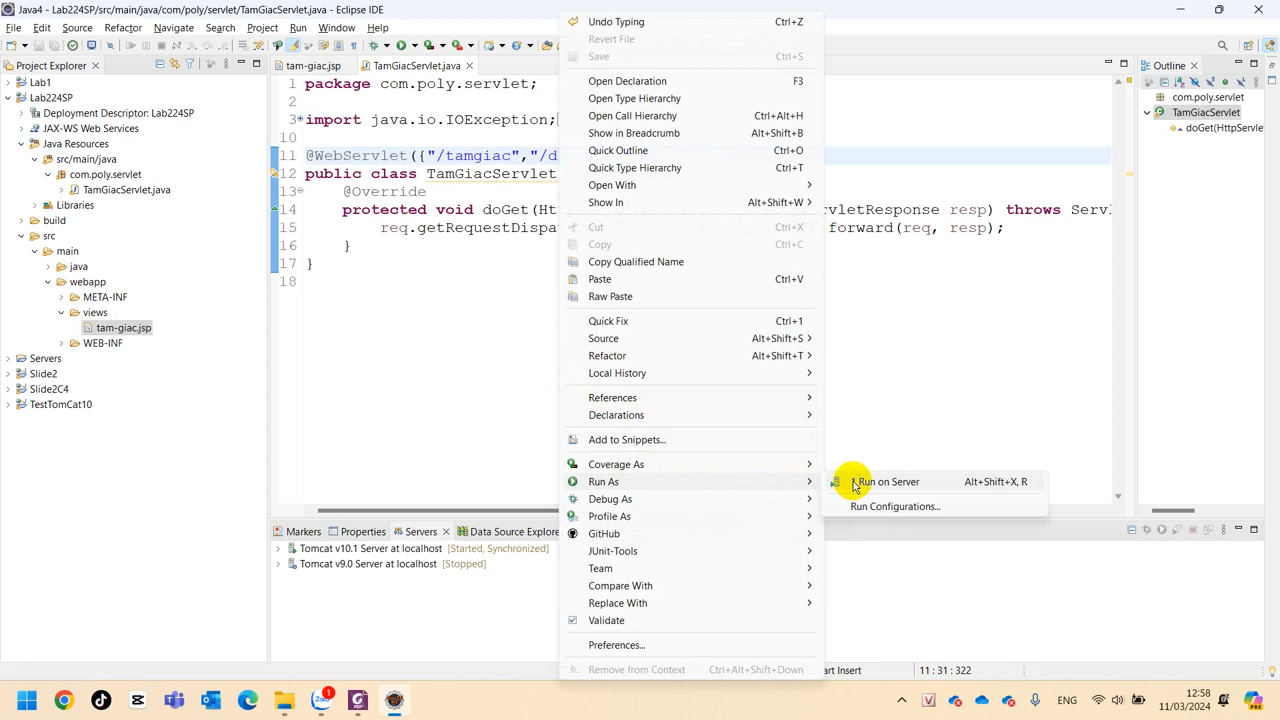 Java4 - Lab224SP/src/main/java/com/poly/servlet/TamGiacServlet.java - Eclipse IDE
File Edit Source Refactor Navigate Search Project Run Window Help
Project Explorer
Lab1
Lab224SP
Deployment Descriptor: Lab224SP
JAX-WS Web Services
Java Resources
src/main/java
com.poly.servlet
TamGiacServlet.java
Libraries
build
src
main
java
webapp
META-INF
views
tam-giac.jsp
WEB-INF
Servers
Slide2
Slide2C4
TestTomCat10
tam-giac.jsp TamGiacServlet.java
1 package com.poly.servlet;
2
3 import java.io.IOException;
10
11 @WebServlet({"/tamgiac","/d
12 public class TamGiacServlet
13 @Override
14 protected void doGet(Ht rvletResponse resp) throws Serv
15 req.getRequestDispa forward(req, resp);
16 }
17 }
18
Undo Typing Ctrl+Z
Revert File
Save Ctrl+S
Open Declaration F3
Open Type Hierarchy
Open Call Hierarchy Ctrl+Alt+H
Show in Breadcrumb Alt+Shift+B
Quick Outline Ctrl+O
Quick Type Hierarchy Ctrl+T
Open With
Show In Alt+Shift+W
Cut Ctrl+X
Copy Ctrl+C
Copy Qualified Name
Paste Ctrl+V
Raw Paste
Quick Fix Ctrl+1
Source Alt+Shift+S
Refactor Alt+Shift+T
Local History
References
Declarations
Add to Snippets...
Coverage As
Run As
Debug As
Profile As
GitHub
JUnit-Tools
Team
Compare With
Replace With
Validate
Preferences...
Remove from Context Ctrl+Alt+Shift+Down
1 Run on Server Alt+Shift+X, R
Run Configurations...
Outline
com.poly.servlet
TamGiacServlet
doGet(HttpServle
Markers Properties Servers Data Source Explore
Tomcat v10.1 Server at localhost [Started, Synchronized]
Tomcat v9.0 Server at localhost [Stopped]
art Insert 11 : 31 : 322
1
ENG
12:58
11/03/2024
PRE